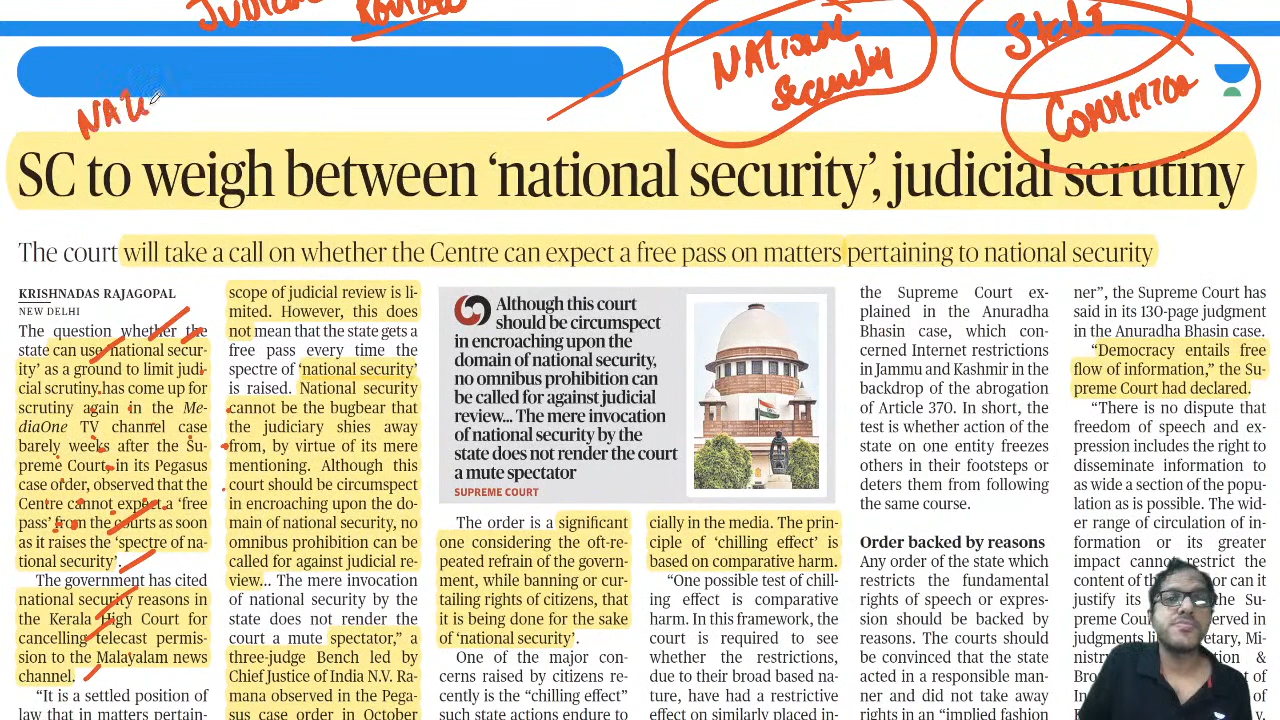 NATIONAL
Security
State
SC to weigh between ‘national security’, judicial scrutiny
The court will take a call on whether the Centre can expect a free pass on matters pertaining to national security
KRISHNADAS RAJAGOPAL
NEW DELHI
The question whether the
state can use ‘national secur-
ity’ as a ground to limit judi-
cial scrutiny has come up for
scrutiny again in the Me-
diaOne TV channel case
barely weeks after the Su-
preme Court, in its Pegasus
case order, observed that the
Centre cannot expect a ‘free
pass’ from the courts as soon
as it raises the ‘spectre of na-
tional security’.
The government has cited
national security reasons in
the Kerala High Court for
cancelling telecast permis-
sion to the Malayalam news
channel.
“It is a settled position of
law that in matters pertain-
scope of judicial review is li-
mited. However, this does
not mean that the state gets a
free pass every time the
spectre of ‘national security’
is raised. National security
cannot be the bugbear that
the judiciary shies away
from, by virtue of its mere
mentioning. Although this
court should be circumspect
in encroaching upon the do-
main of national security, no
omnibus prohibition can be
called for against judicial re-
view... The mere invocation
of national security by the
state does not render the
court a mute spectator,” a
three-judge Bench led by
Chief Justice of India N.V. Ra-
mana observed in the Pega-
sus case order in October
Although this court
should be circumspect
in encroaching upon the
domain of national security,
no omnibus prohibition can
be called for against judicial
review... The mere invocation
of national security by the
state does not render the court
a mute spectator
SUPREME COURT
The order is a significant
one considering the oft-re-
peated refrain of the govern-
ment, while banning or cur-
tailing rights of citizens, that
it is being done for the sake
of ‘national security’.
One of the major con-
cerns raised by citizens re-
cently is the “chilling effect”
such state actions endure to
cially in the media. The prin-
ciple of ‘chilling effect’ is
based on comparative harm.
“One possible test of chill-
ing effect is comparative
harm. In this framework, the
court is required to see
whether the restrictions,
due to their broad based na-
ture, have had a restrictive
effect on similarly placed in-
the Supreme Court ex-
plained in the Anuradha
Bhasin case, which con-
cerned Internet restrictions
in Jammu and Kashmir in the
backdrop of the abrogation
of Article 370. In short, the
test is whether action of the
state on one entity freezes
others in their footsteps or
deters them from following
the same course.
Order backed by reasons
Any order of the state which
restricts the fundamental
rights of speech or expres-
sion should be backed by
reasons. The courts should
be convinced that the state
acted in a responsible man-
ner and did not take away
rights in an “implied fashion
ner”, the Supreme Court has
said in its 130-page judgment
in the Anuradha Bhasin case.
“Democracy entails free
flow of information,” the Su-
preme Court had declared.
“There is no dispute that
freedom of speech and ex-
pression includes the right to
disseminate information to
as wide a section of the popu-
lation as is possible. The wid-
er range of circulation of in-
formation or its greater
impact cannot restrict the
content of th or can it
justify its the Su-
preme Cou erved in
judgments li etary, Mi-
nistr tion &
Bro t of
In
of